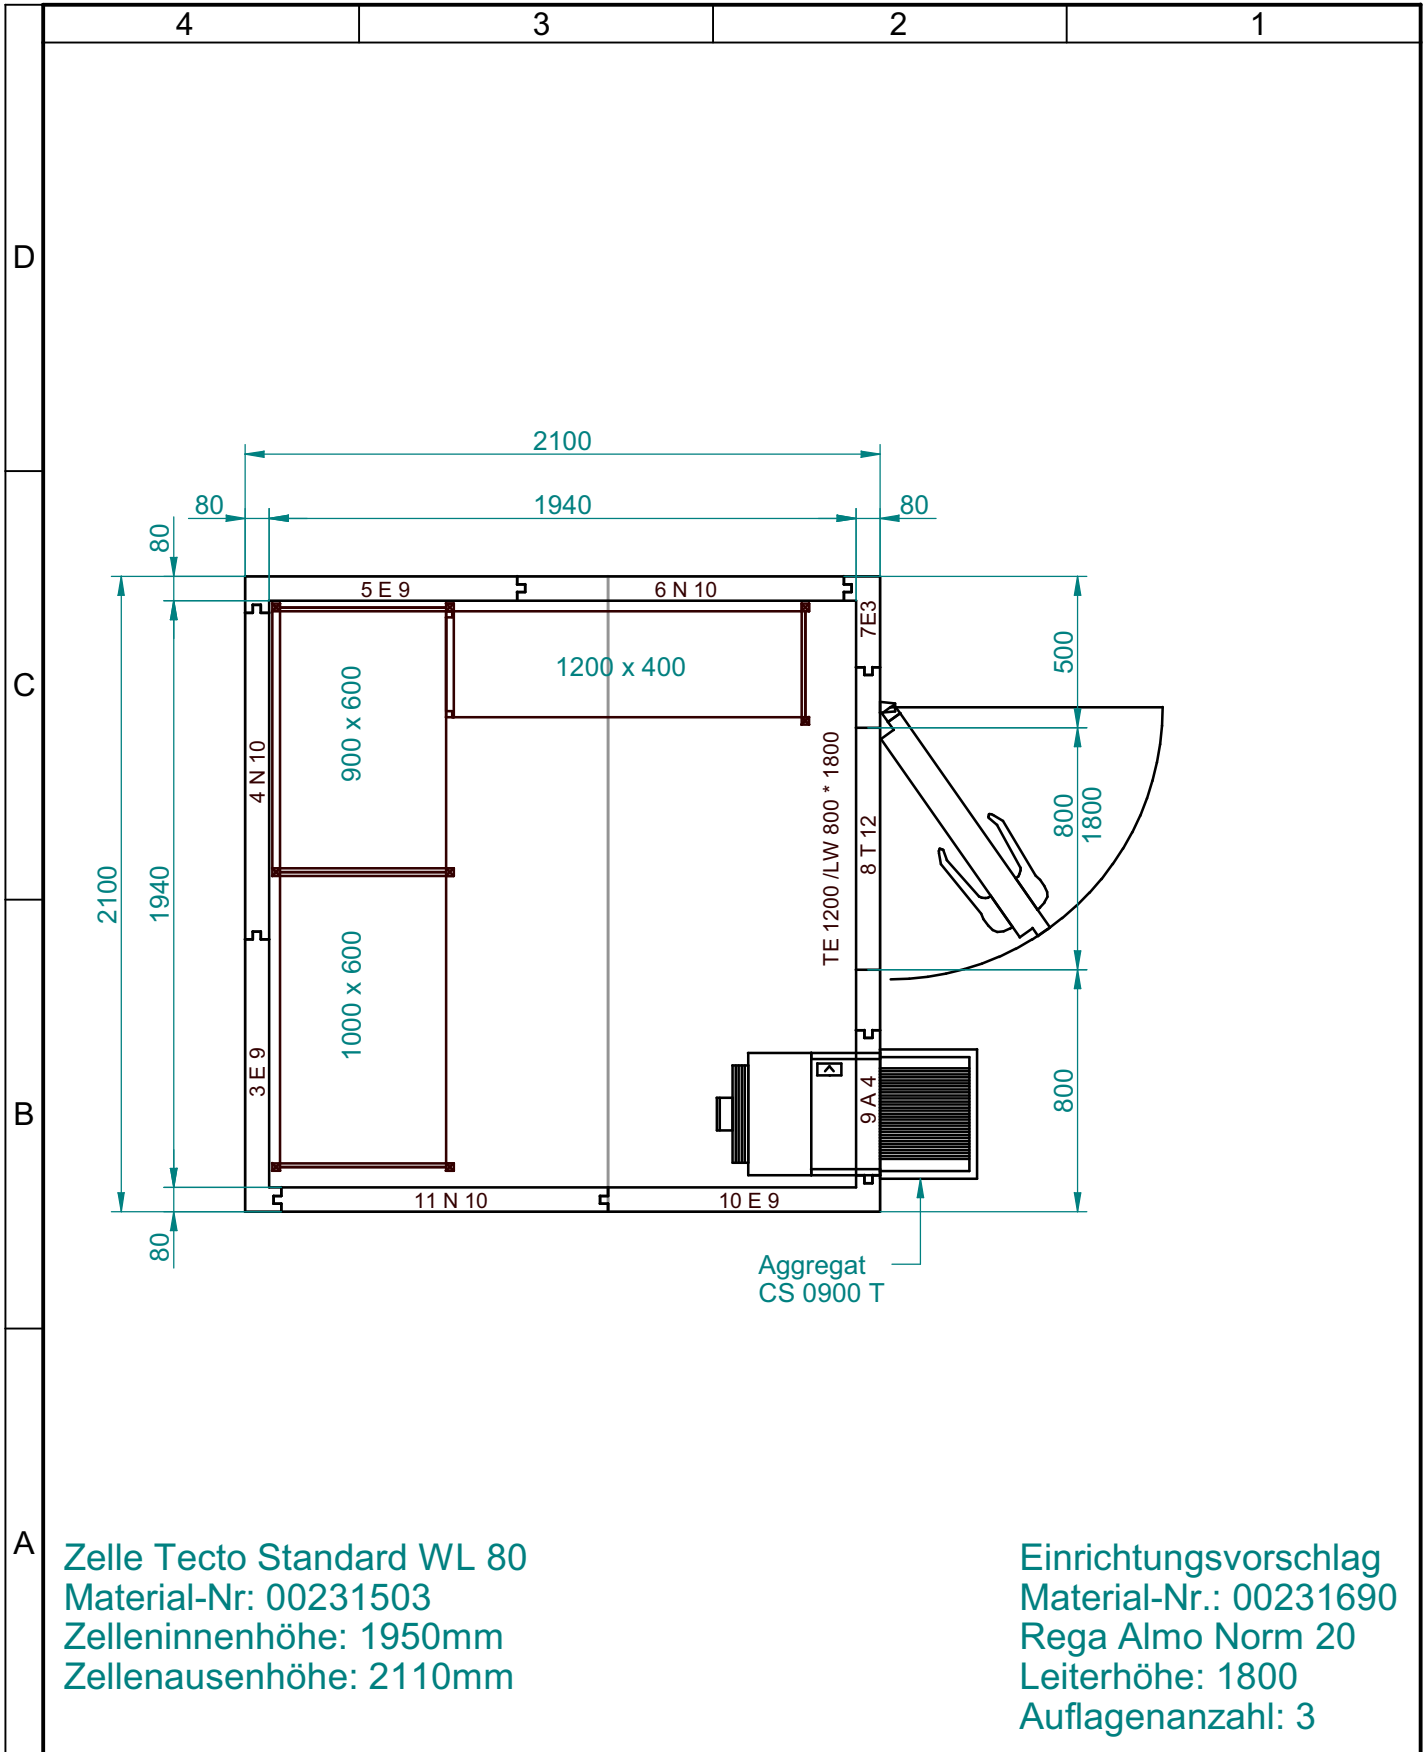 4 3 2 1
D
C
B
A
2100
80 1940 80
80
5 E 9
6 N 10
7E3
500
1200 x 400
900 x 600
4 N 10
TE 1200 /LW 800 * 1800
8 T 12
800
1800
2100
1940
1000 x 600
3 E 9
9 A 4
800
11 N 10
10 E 9
80
Aggregat
CS 0900 T
Zelle Tecto Standard WL 80
Material-Nr: 00231503
Zelleninnenhöhe: 1950mm
Zellenausenhöhe: 2110mm
Einrichtungsvorschlag
Material-Nr.: 00231690
Rega Almo Norm 20
Leiterhöhe: 1800
Auflagenanzahl: 3